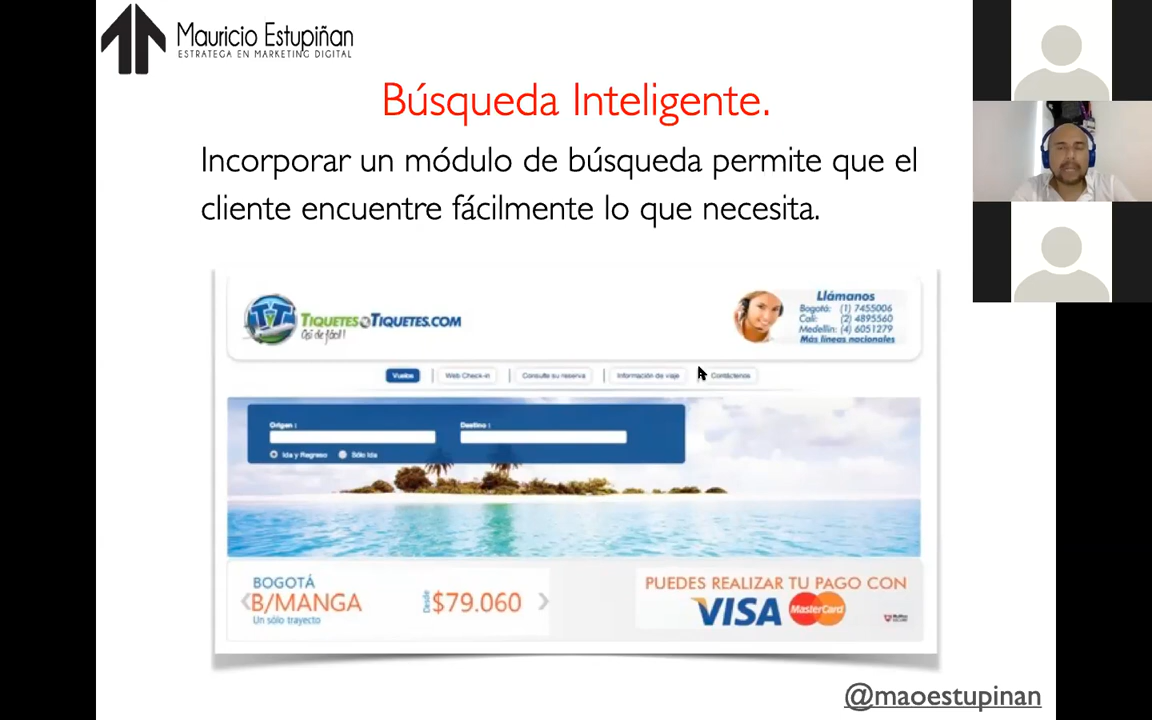 Mauricio Estupiñan
ESTRATEGA EN MARKETING DIGITAL
Búsqueda Inteligente.
Incorporar un módulo de búsqueda permite que el
cliente encuentre fácilmente lo que necesita.
TyT
TIQUETES TIQUETES.COM
Así de fácil!
Llámanos
Bogotá: (1) 7455006
Cali: (2) 4895560
Medellín: (4) 6051279
Más líneas nacionales
Vuelos
Web Check-in
Consulte su reserva
Información de viaje
Contáctenos
Origen :
Destino :
Ida y Regreso
Sólo Ida
BOGOTÁ
B/MANGA
Un sólo trayecto
Desde
$79.060
PUEDES REALIZAR TU PAGO CON
VISA
MasterCard
@maoestupinan